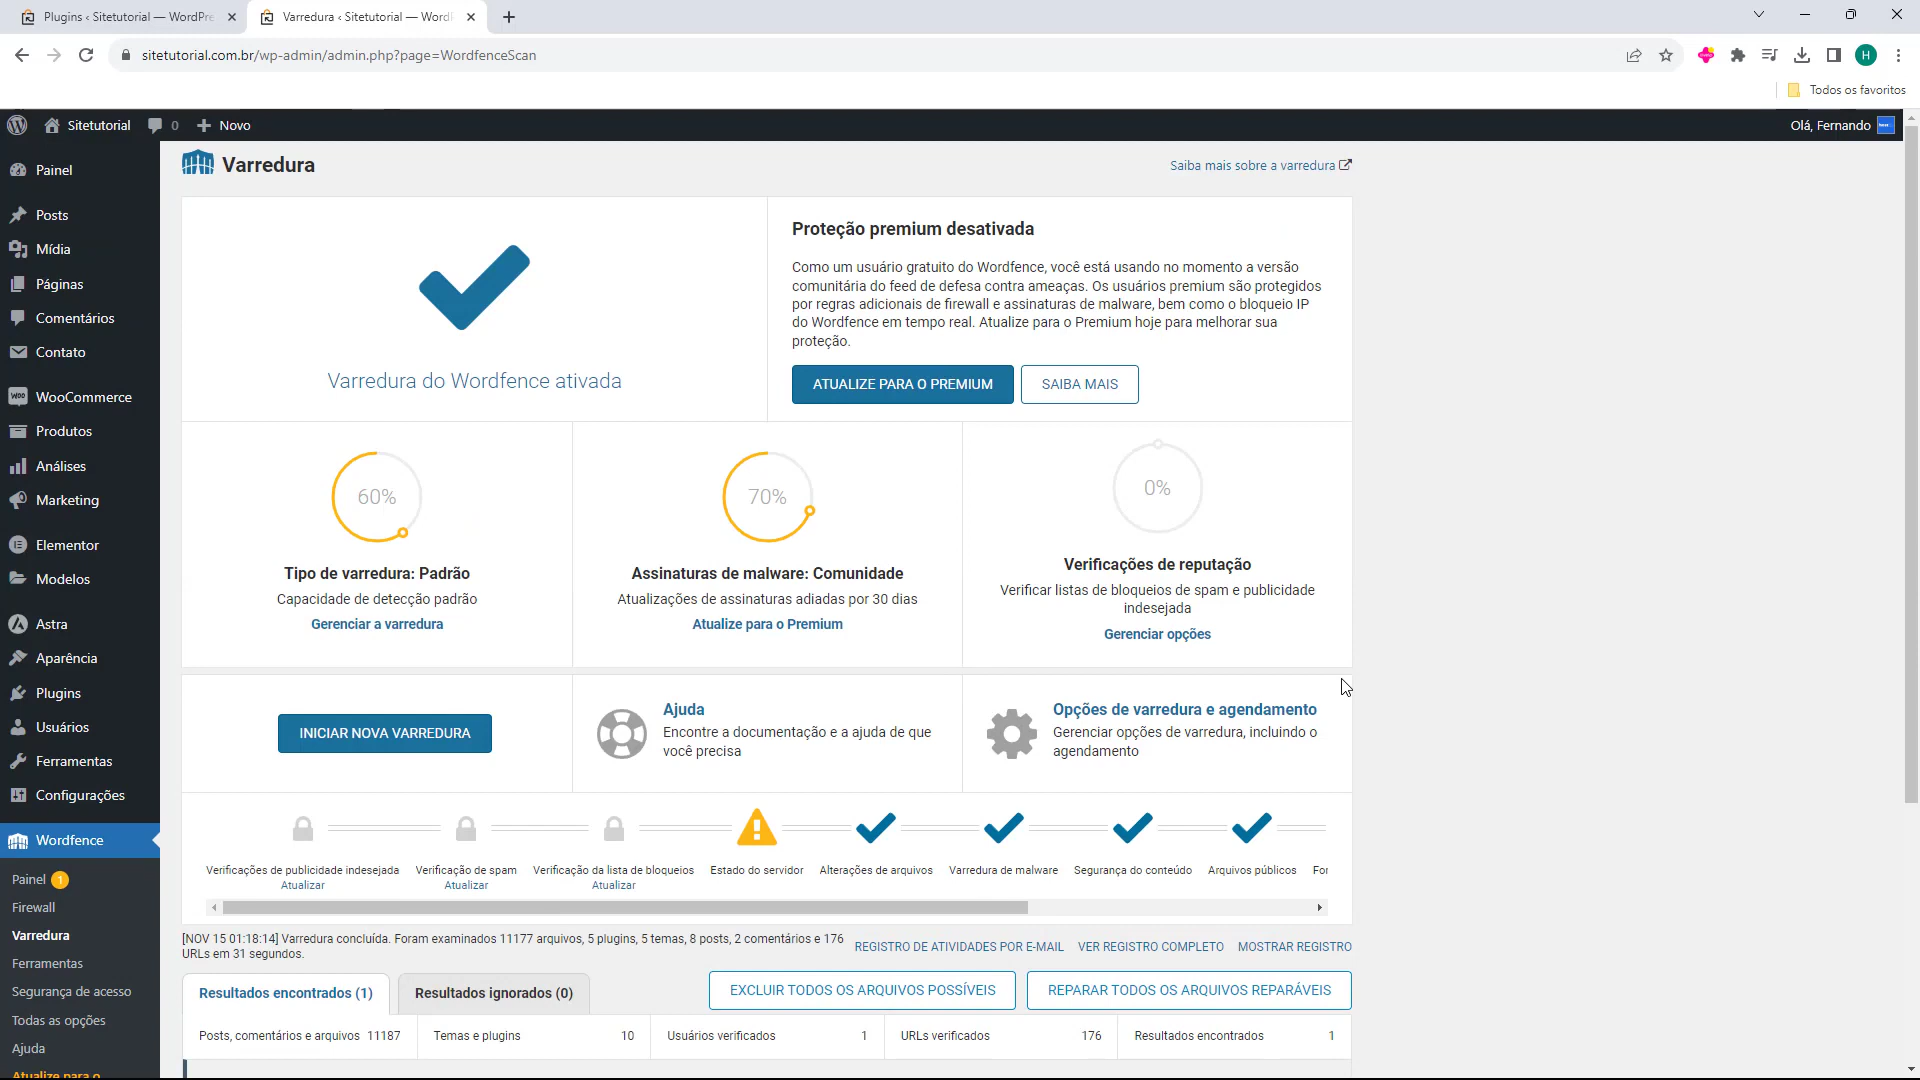 Plugins ‹ Sitetutorial — WordPre
Varredura ‹ Sitetutorial — Word
sitetutorial.com.br/wp-admin/admin.php?page=WordfenceScan
H
Todos os favoritos
Sitetutorial
0
Novo
Olá, Fernando
Painel
Posts
Mídia
Páginas
Comentários
Contato
WooCommerce
Produtos
Análises
Marketing
Elementor
Modelos
Astra
Aparência
Plugins
Usuários
Ferramentas
Configurações
Wordfence
Painel 1
Firewall
Varredura
Ferramentas
Segurança de acesso
Todas as opções
Ajuda
Atualize para o
Varredura
Saiba mais sobre a varredura
Varredura do Wordfence ativada
Proteção premium desativada
Como um usuário gratuito do Wordfence, você está usando no momento a versão
comunitária do feed de defesa contra ameaças. Os usuários premium são protegidos
por regras adicionais de firewall e assinaturas de malware, bem como o bloqueio IP
do Wordfence em tempo real. Atualize para o Premium hoje para melhorar sua
proteção.
ATUALIZE PARA O PREMIUM
SAIBA MAIS
60%
Tipo de varredura: Padrão
Capacidade de detecção padrão
Gerenciar a varredura
70%
Assinaturas de malware: Comunidade
Atualizações de assinaturas adiadas por 30 dias
Atualize para o Premium
0%
Verificações de reputação
Verificar listas de bloqueios de spam e publicidade
indesejada
Gerenciar opções
INICIAR NOVA VARREDURA
Ajuda
Encontre a documentação e a ajuda de que
você precisa
Opções de varredura e agendamento
Gerenciar opções de varredura, incluindo o
agendamento
Verificações de publicidade indesejada
Atualizar
Verificação de spam
Atualizar
Verificação da lista de bloqueios
Atualizar
Estado do servidor
Alterações de arquivos
Varredura de malware
Segurança do conteúdo
Arquivos públicos
For
[NOV 15 01:18:14] Varredura concluída. Foram examinados 11177 arquivos, 5 plugins, 5 temas, 8 posts, 2 comentários e 176
URLs em 31 segundos.
REGISTRO DE ATIVIDADES POR E-MAIL
VER REGISTRO COMPLETO
MOSTRAR REGISTRO
Resultados encontrados (1)
Resultados ignorados (0)
EXCLUIR TODOS OS ARQUIVOS POSSÍVEIS
REPARAR TODOS OS ARQUIVOS REPARÁVEIS
Posts, comentários e arquivos 11187
Temas e plugins 10
Usuários verificados 1
URLs verificados 176
Resultados encontrados 1